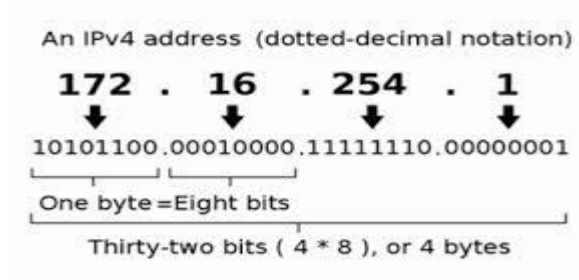 An IPv4 address (dotted-decimal notation)
172 . 16 . 254 . 1
10101100.00010000.11111110.00000001
One byte=Eight bits
Thirty-two bits ( 4 * 8 ), or 4 bytes